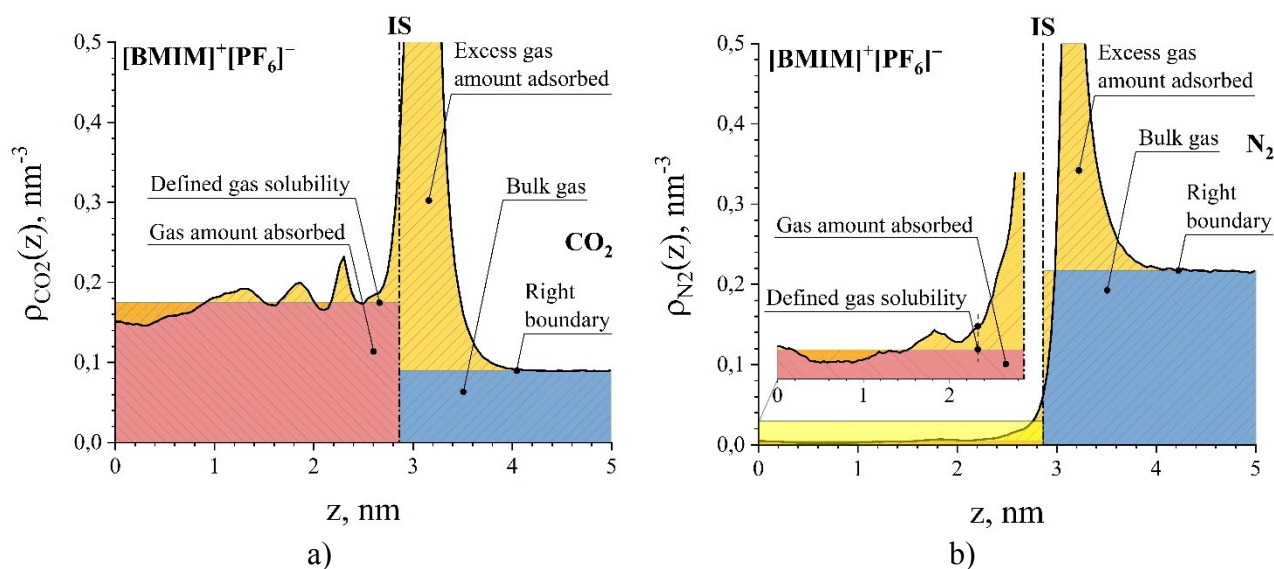 IS
[BMIM]⁺[PF₆]⁻
Excess gas
amount adsorbed
Defined gas solubility
Bulk gas
Gas amount absorbed
CO₂
Right
boundary
ρCO2(z), nm⁻³
0,5
0,4
0,3
0,2
0,1
0,0
0 1 2 3 4 5
z, nm
a)
IS
[BMIM]⁺[PF₆]⁻
Excess gas
amount adsorbed
Bulk gas
N₂
Right
boundary
Gas amount absorbed
Defined gas solubility
0 1 2
ρN2(z), nm⁻³
0,5
0,4
0,3
0,2
0,1
0,0
0 1 2 3 4 5
z, nm
b)